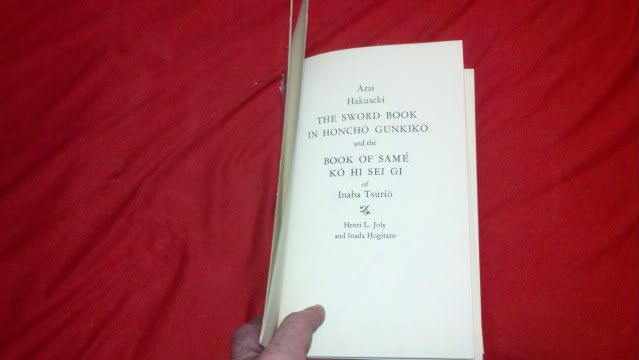 Arai
Hakuseki
THE SWORD BOOK
IN HONCHŌ GUNKIKŌ
and the
BOOK OF SAMÉ
KŌ HI SEI GI
of
Inaba Tsūriō
Henri L. Joly
and Inada Hogitaro